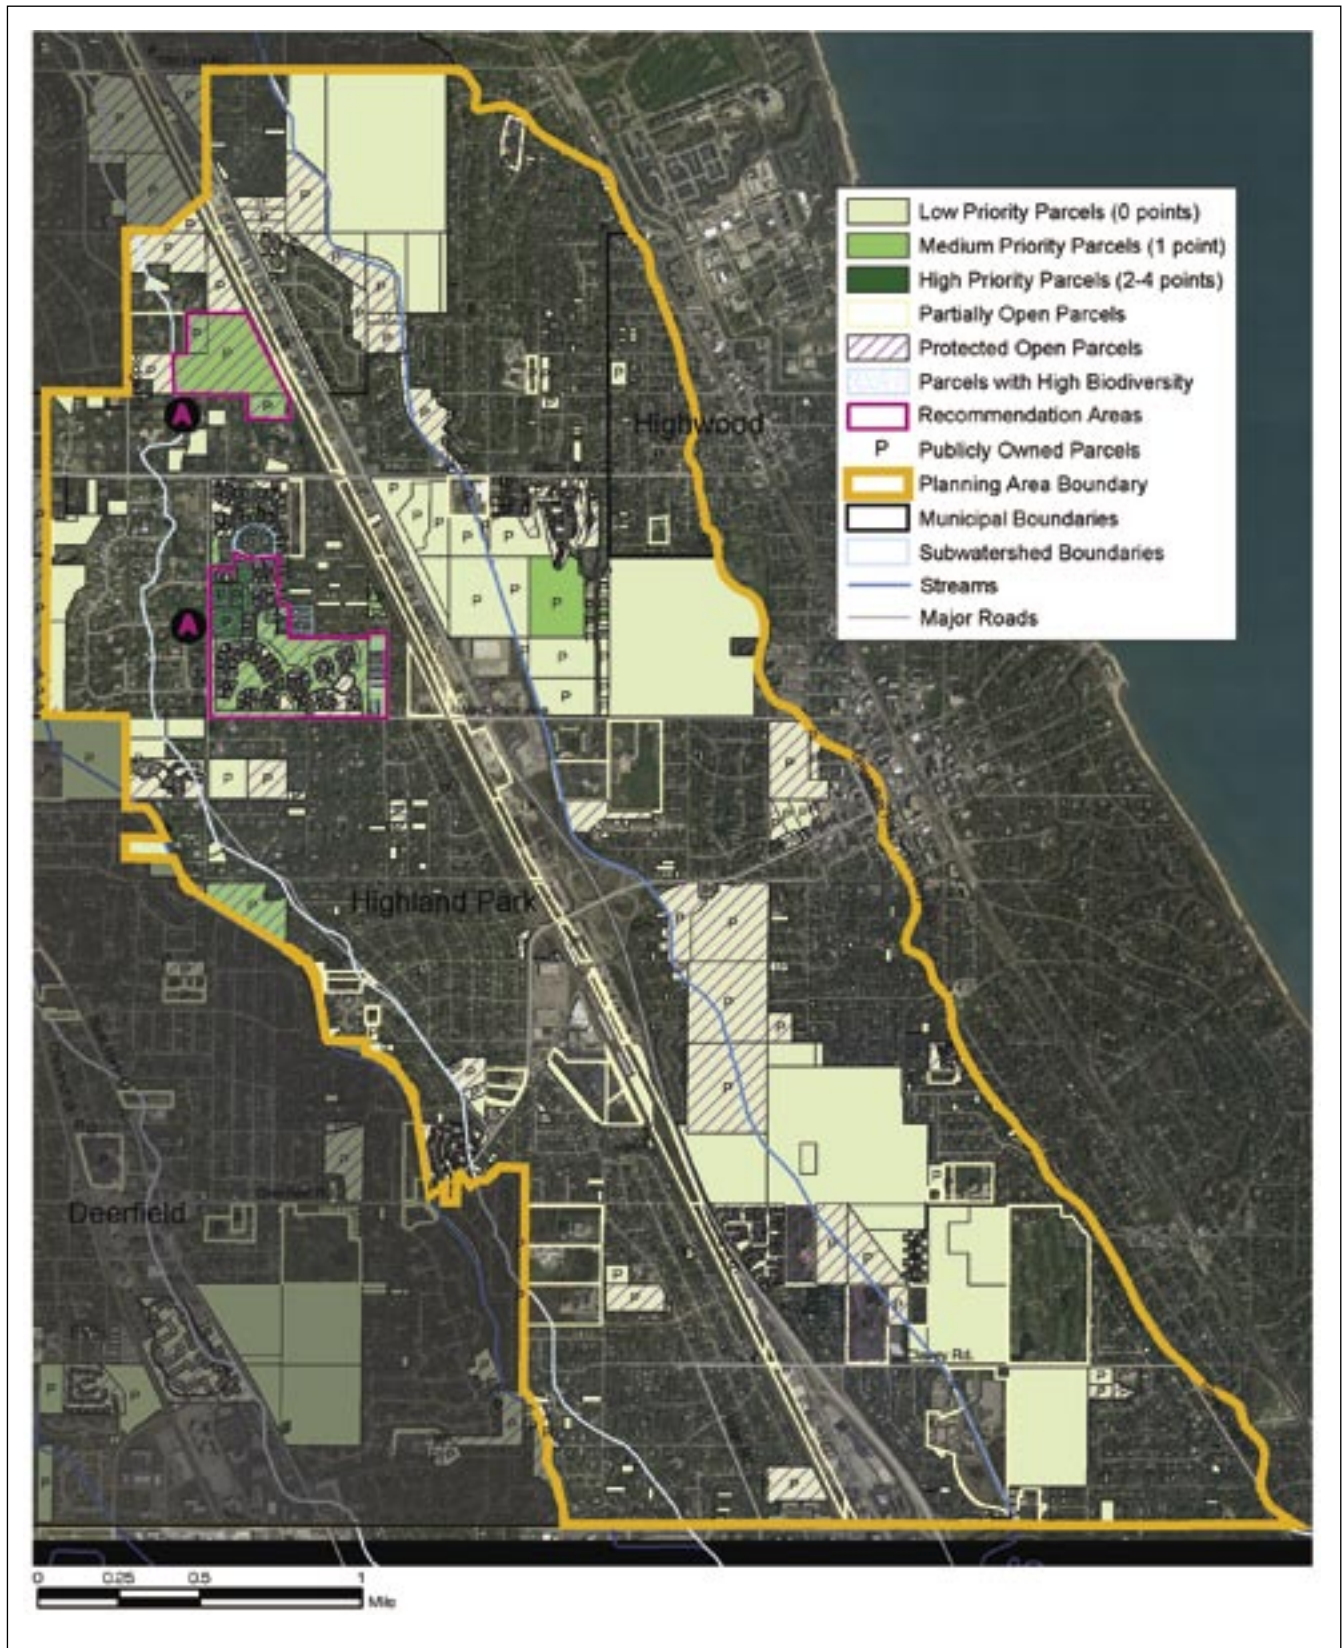 Low Priority Parcels (0 points)
Medium Priority Parcels (1 point)
High Priority Parcels (2-4 points)
Partially Open Parcels
Protected Open Parcels
P Publicly Owned Parcels
Parcels with High Biodiversity
Recommendation Areas
Planning Area Boundary
Municipal Boundaries
Subwatershed Boundaries
Streams
Major Roads
Highwood
A
A
Highland Park
Deerfield
0 0.25 0.5 1
Mile